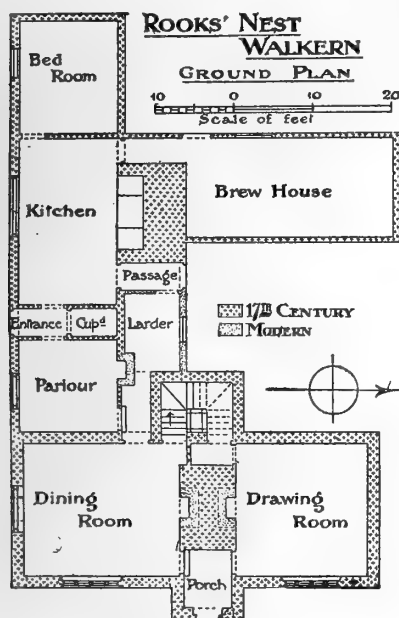 ROOKS' NEST
WALKERN
GROUND PLAN
10 0 10 20
Scale of feet
Bed
Room
Kitchen
Brew House
Passage
Entrance
Cupd
Larder
17TH CENTURY
MODERN
Parlour
Dining
Room
Drawing
Room
Porch